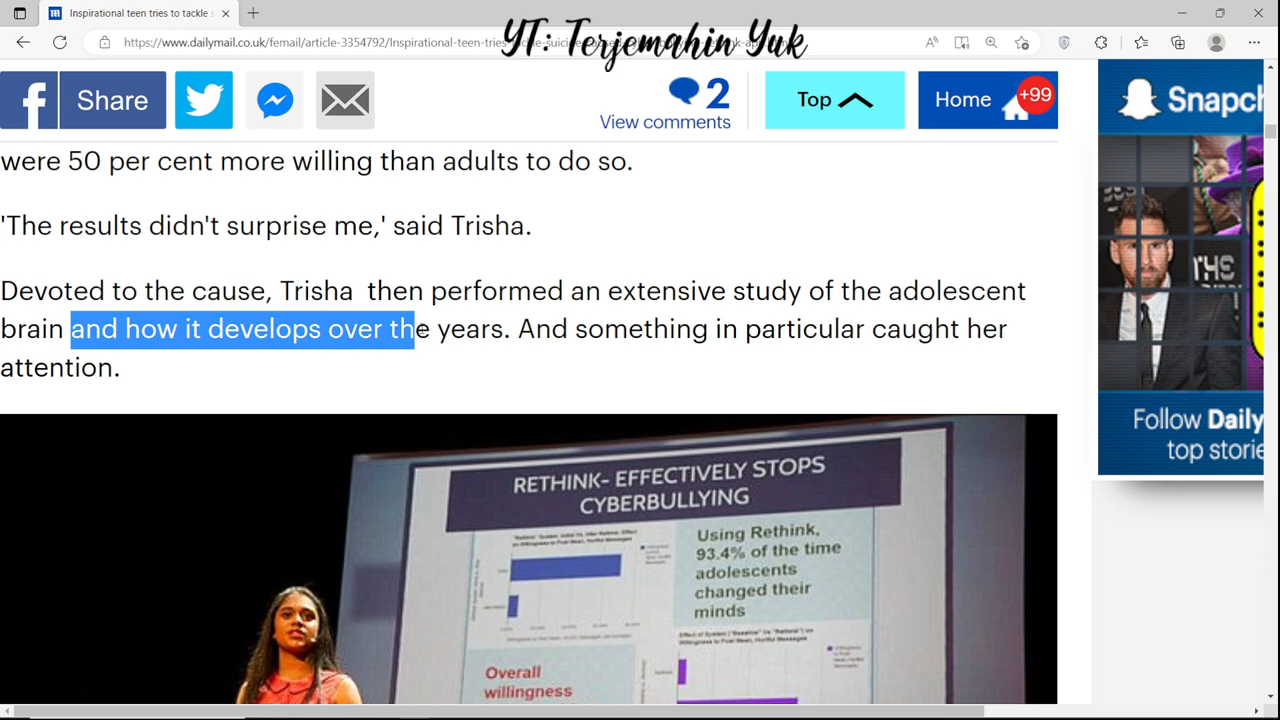 Inspirational teen tries to tackle
https://www.dailymail.co.uk/femail/article-3354792/Inspirational-teen-tries-
YT: Terjemahin Yuk
Share
2
View comments
Top
Home
+99
Snapch
were 50 per cent more willing than adults to do so.
'The results didn't surprise me,' said Trisha.
Devoted to the cause, Trisha then performed an extensive study of the adolescent
brain and how it develops over the years. And something in particular caught her
attention.
Follow Daily
top storie
RETHINK- EFFECTIVELY STOPS
CYBERBULLYING
Using Rethink,
93.4% of the time
adolescents
changed their
minds
Overall
willingness